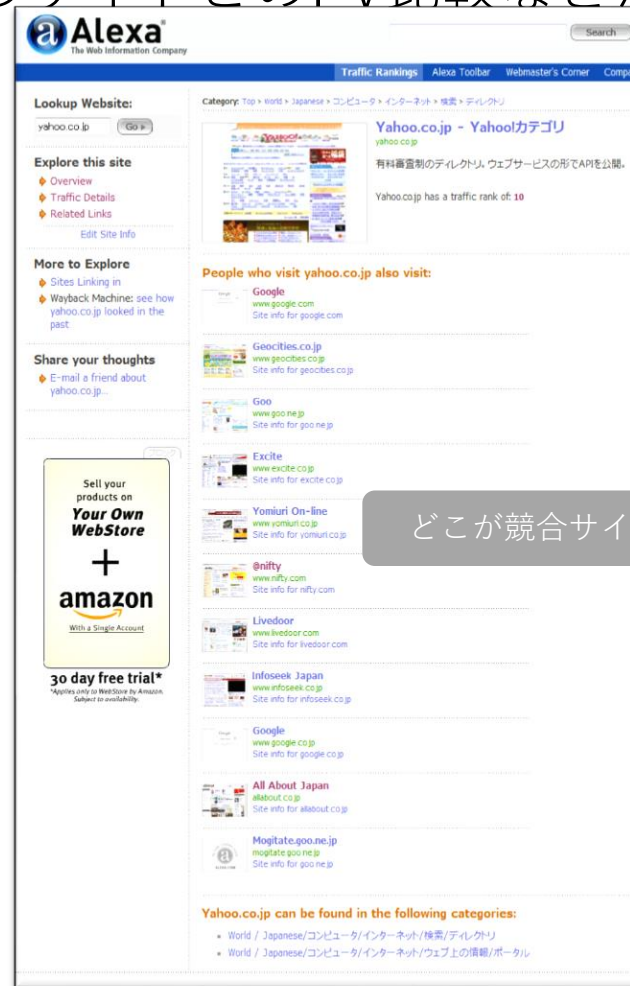 サイトとのPV比較など
Alexa
The Web Information Company
Search
Traffic Rankings Alexa Toolbar Webmaster's Corner
Lookup Website:
yahoo.co.jp Go
Explore this site
Overview
Traffic Details
Related Links
Edit Site Info
More to Explore
Sites Linking in
Wayback Machine: see how
yahoo.co.jp looked in the
past
Share your thoughts
E-mail a friend about
yahoo.co.jp...
Sell your
products on
Your Own
WebStore
+
amazon
With a Single Account
30 day free trial*
*Applies only to WebStore by Amazon.
Subject to availability.
Category: Top > World > Japanese > コンピュータ > インターネット > 検索 > ディレクトリ
Yahoo.co.jp - Yahoo!カテゴリ
yahoo.co.jp
有料審査制のディレクトリ。ウェブサービスの形でAPIを公開。
Yahoo.co.jp has a traffic rank of: 10
People who visit yahoo.co.jp also visit:
Google
www.google.com
Site info for google.com
Geocities.co.jp
www.geocities.co.jp
Site info for geocities.co.jp
Goo
www.goo.ne.jp
Site info for goo.ne.jp
Excite
www.excite.co.jp
Site info for excite.co.jp
Yomiuri On-line
www.yomiuri.co.jp
Site info for yomiuri.co.jp
どこが競合サイ
@nifty
www.nifty.com
Site info for nifty.com
Livedoor
www.livedoor.com
Site info for livedoor.com
Infoseek Japan
www.infoseek.co.jp
Site info for infoseek.co.jp
Google
www.google.co.jp
Site info for google.co.jp
All About Japan
allabout.co.jp
Site info for allabout.co.jp
Mogitate.goo.ne.jp
mogitate.goo.ne.jp
Site info for goo.ne.jp
Yahoo.co.jp can be found in the following categories:
World / Japanese/コンピュータ/インターネット/検索/ディレクトリ
World / Japanese/コンピュータ/インターネット/ウェブ上の情報/ポータル